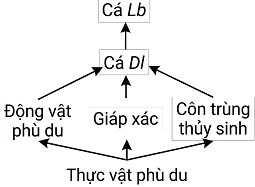 Cá Lb
Cá Dl
Động vật
phù du
Giáp xác
Côn trùng
thủy sinh
Thực vật phù du